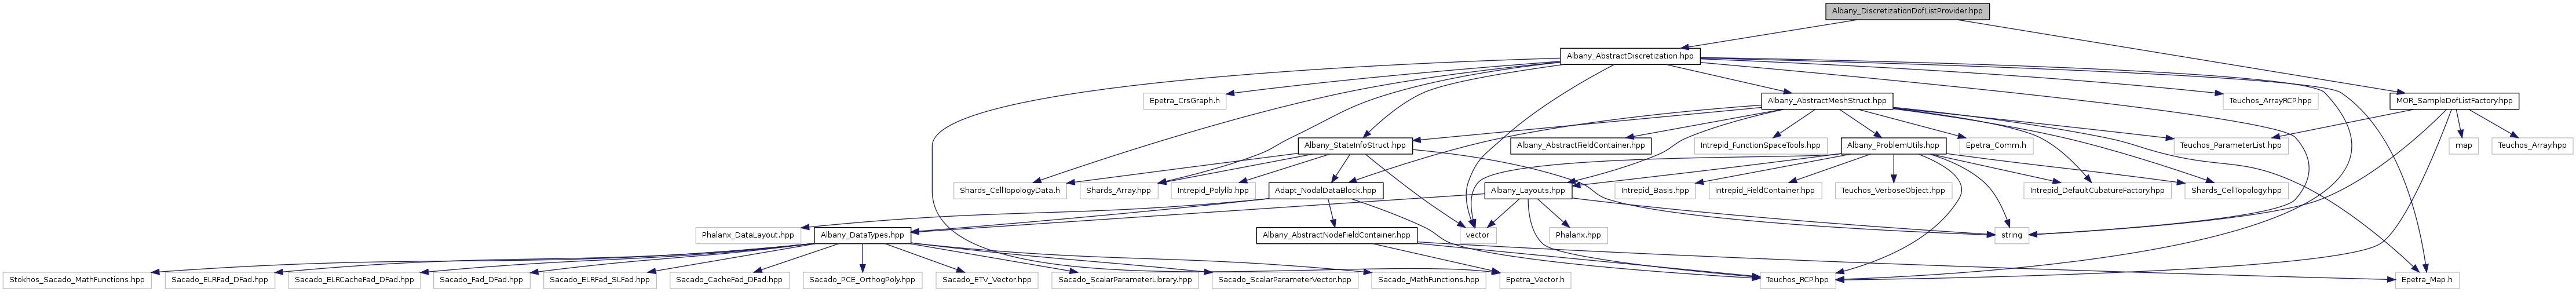 Albany_DiscretizationDofListProvider.hpp
Albany_AbstractDiscretization.hpp
Epetra_CrsGraph.h
Albany_AbstractMeshStruct.hpp
Teuchos_ArrayRCP.hpp
MOR_SampleDofListFactory.hpp
Albany_StateInfoStruct.hpp
Albany_AbstractFieldContainer.hpp
Intrepid_FunctionSpaceTools.hpp
Albany_ProblemUtils.hpp
Epetra_Comm.h
Teuchos_ParameterList.hpp
map
Teuchos_Array.hpp
Shards_CellTopologyData.h
Shards_Array.hpp
Intrepid_Polylib.hpp
Adapt_NodalDataBlock.hpp
Albany_Layouts.hpp
Intrepid_Basis.hpp
Intrepid_FieldContainer.hpp
Teuchos_VerboseObject.hpp
Intrepid_DefaultCubatureFactory.hpp
Shards_CellTopology.hpp
Phalanx_DataLayout.hpp
Albany_DataTypes.hpp
Albany_AbstractNodeFieldContainer.hpp
vector
Phalanx.hpp
string
Stokhos_Sacado_MathFunctions.hpp
Sacado_ELRFad_DFad.hpp
Sacado_ELRCacheFad_DFad.hpp
Sacado_Fad_DFad.hpp
Sacado_ELRFad_SLFad.hpp
Sacado_CacheFad_DFad.hpp
Sacado_PCE_OrthogPoly.hpp
Sacado_ETV_Vector.hpp
Sacado_ScalarParameterLibrary.hpp
Sacado_ScalarParameterVector.hpp
Sacado_MathFunctions.hpp
Epetra_Vector.h
Teuchos_RCP.hpp
Epetra_Map.h